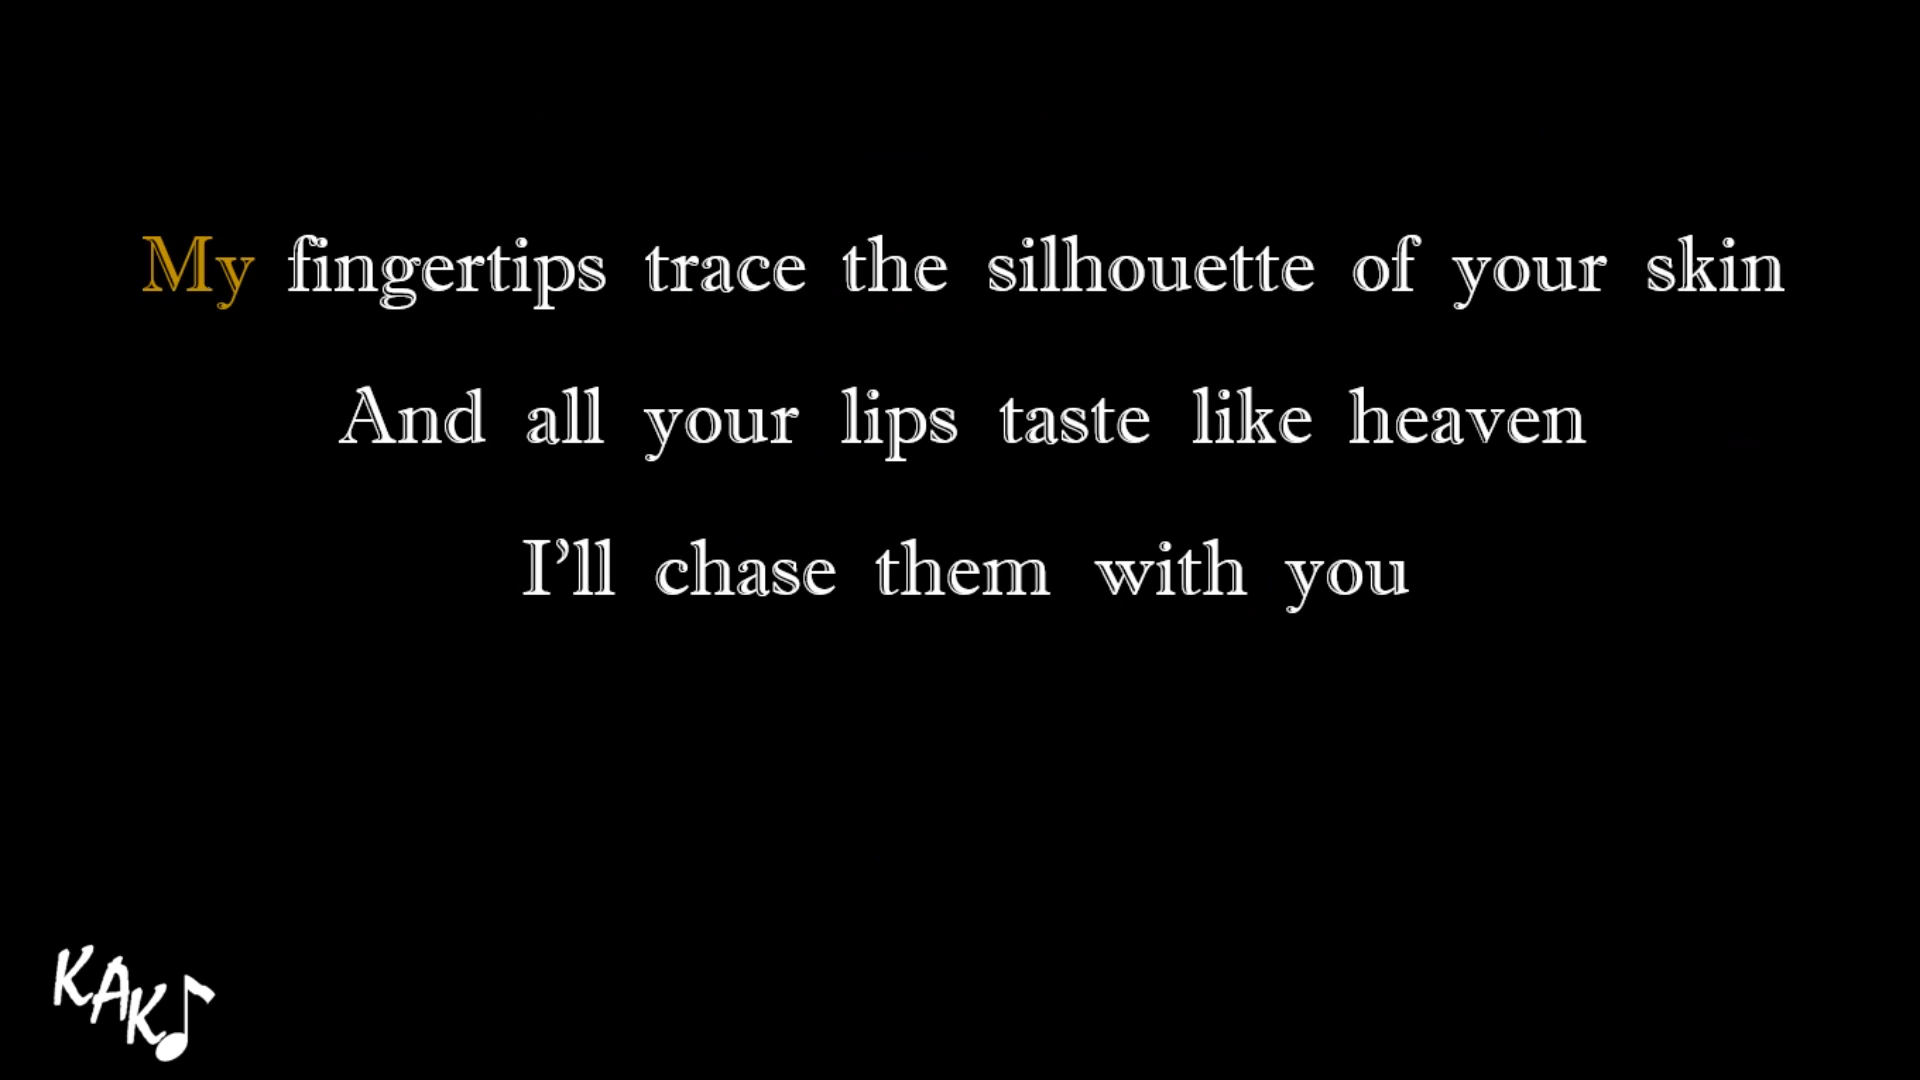 My fingertips trace the silhouette of your skin
And all your lips taste like heaven
I’ll chase them with you
KAK